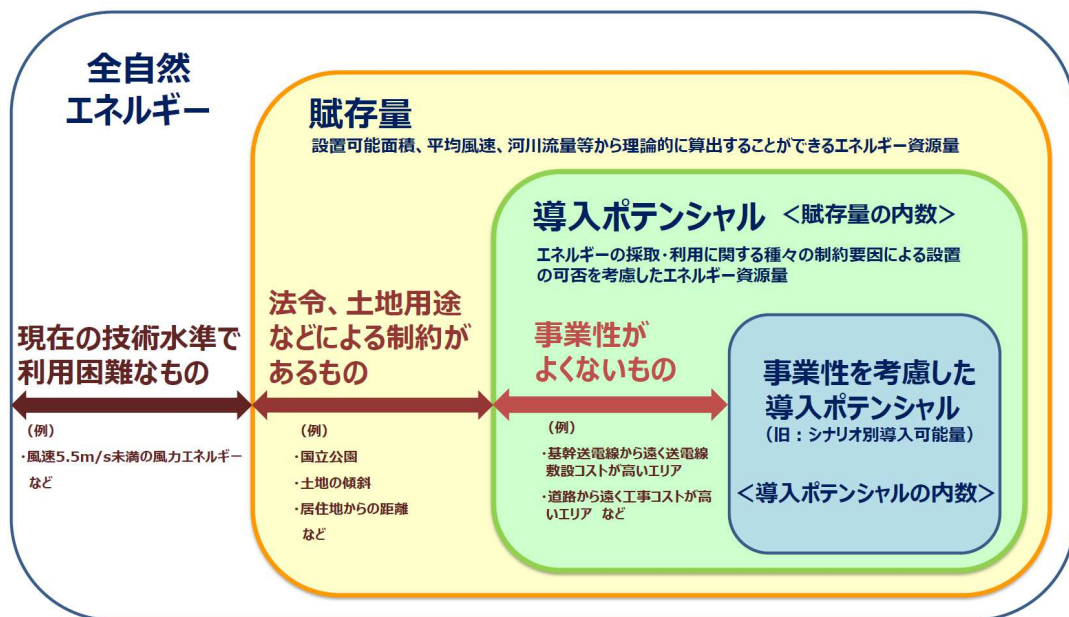 全自然
エネルギー
賦存量
設置可能面積、平均風速、河川流量等から理論的に算出することができるエネルギー資源量
導入ポテンシャル <賦存量の内数>
エネルギーの採取・利用に関する種々の制約要因による設置
の可否を考慮したエネルギー資源量
現在の技術水準で
利用困難なもの
(例)
・風速5.5m/s未満の風力エネルギー
など
法令、土地用途
などによる制約が
あるもの
(例)
・国立公園
・土地の傾斜
・居住地からの距離
など
事業性が
よくないもの
(例)
・基幹送電線から遠く送電線
敷設コストが高いエリア
・道路から遠く工事コストが高
いエリア など
事業性を考慮した
導入ポテンシャル
(旧:シナリオ別導入可能量)
<導入ポテンシャルの内数>